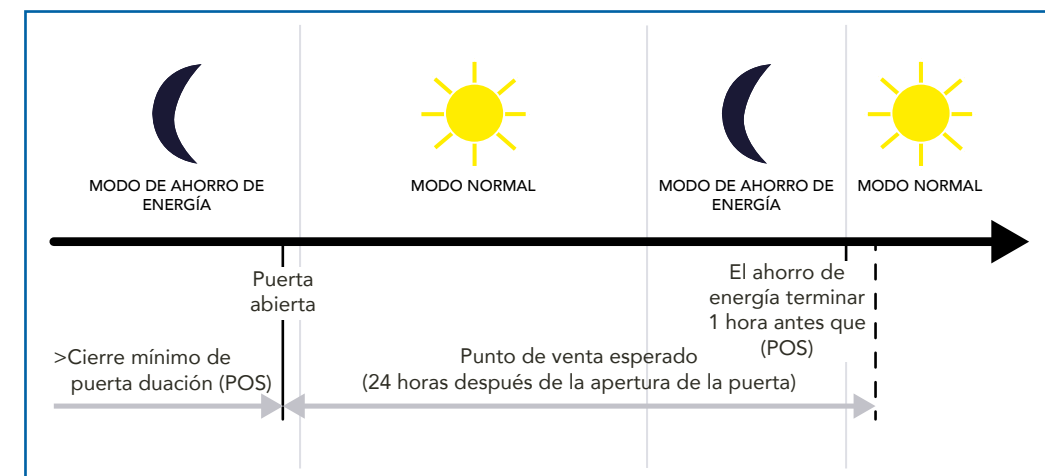 MODO DE AHORRO DE
ENERGÍA
MODO NORMAL
MODO DE AHORRO DE
ENERGÍA
MODO NORMAL
Puerta
abierta
El ahorro de
energía terminar
1 hora antes que
(POS)
>Cierre mínimo de
puerta duación (POS)
Punto de venta esperado
(24 horas después de la apertura de la puerta)